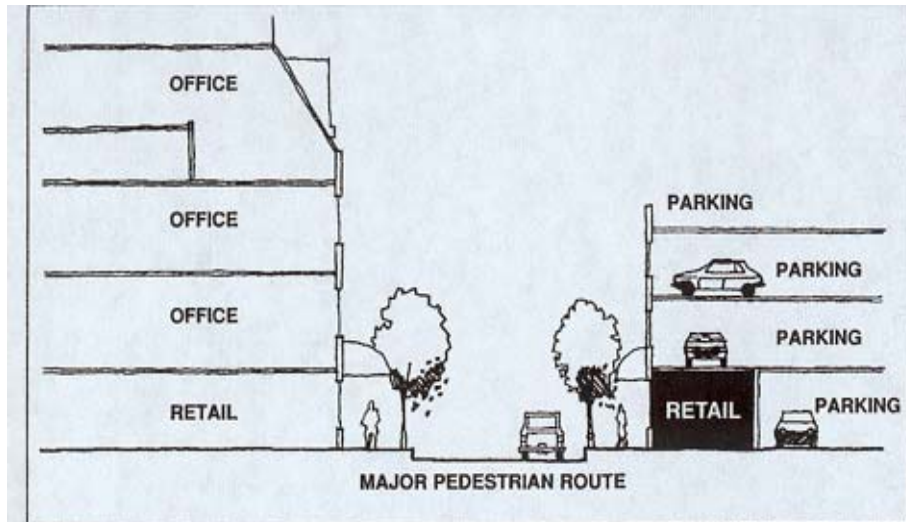 OFFICE
OFFICE
OFFICE
RETAIL
PARKING
PARKING
PARKING
RETAIL
PARKING
MAJOR PEDESTRIAN ROUTE